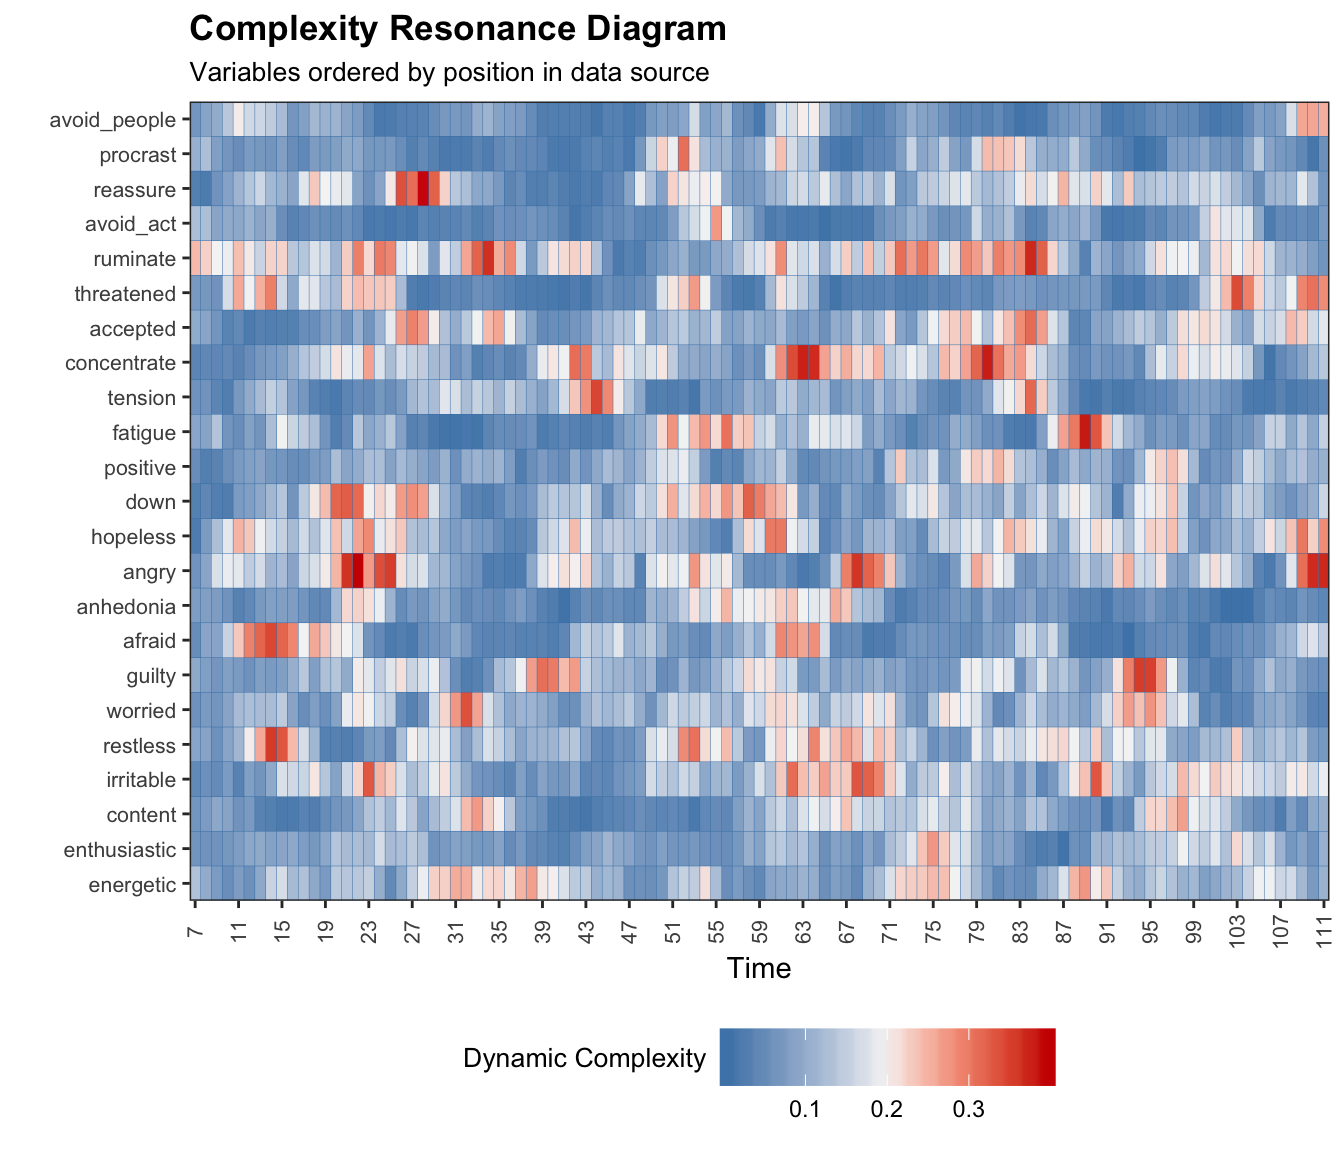 Complexity Resonance Diagram
Variables ordered by position in data source
avoid_people
procrast
reassure
avoid_act
ruminate
threatened
accepted
concentrate
tension
fatigue
positive
down
hopeless
angry
anhedonia
afraid
guilty
worried
restless
irritable
content
enthusiastic
energetic
7 11 15 19 23 27 31 35 39 43 47 51 55 59 63 67 71 75 79 83 87 91 95 99 103 107 111
Time
Dynamic Complexity
0.1 0.2 0.3